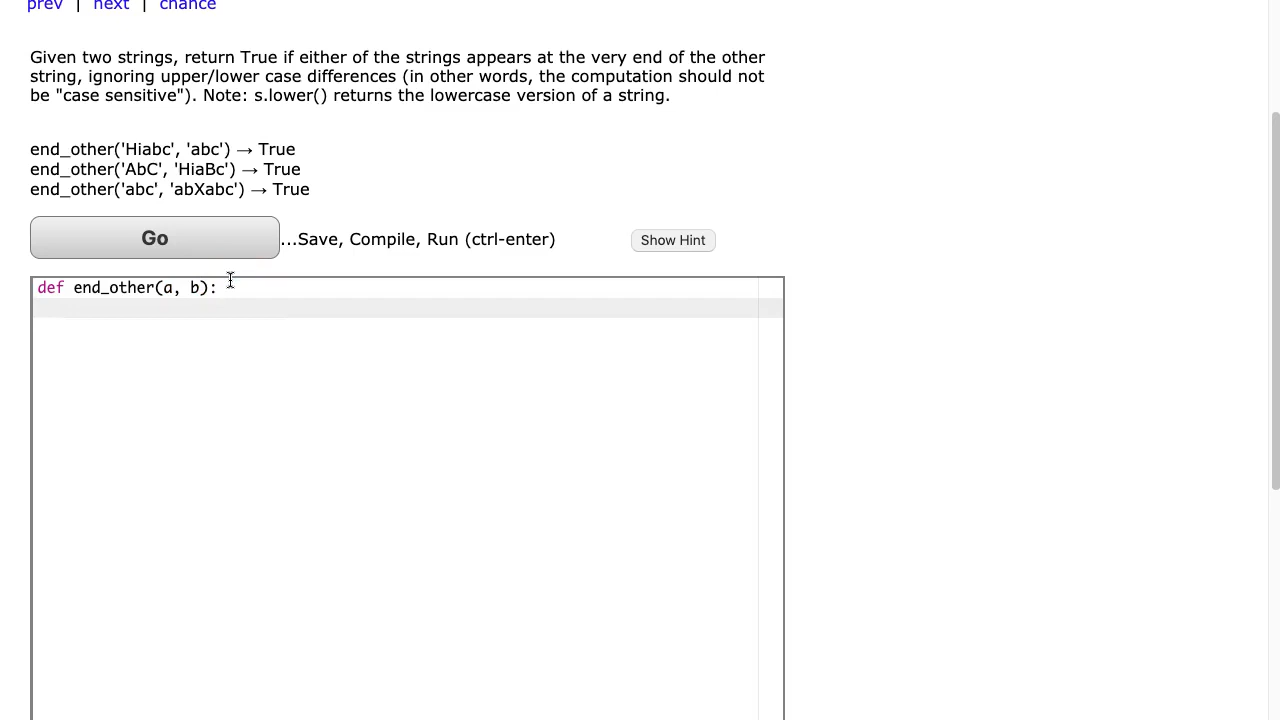 prev | next | chance
Given two strings, return True if either of the strings appears at the very end of the other
string, ignoring upper/lower case differences (in other words, the computation should not
be "case sensitive"). Note: s.lower() returns the lowercase version of a string.
end_other('Hiabc', 'abc') → True
end_other('AbC', 'HiaBc') → True
end_other('abc', 'abXabc') → True
Go ...Save, Compile, Run (ctrl-enter) Show Hint
def end_other(a, b):